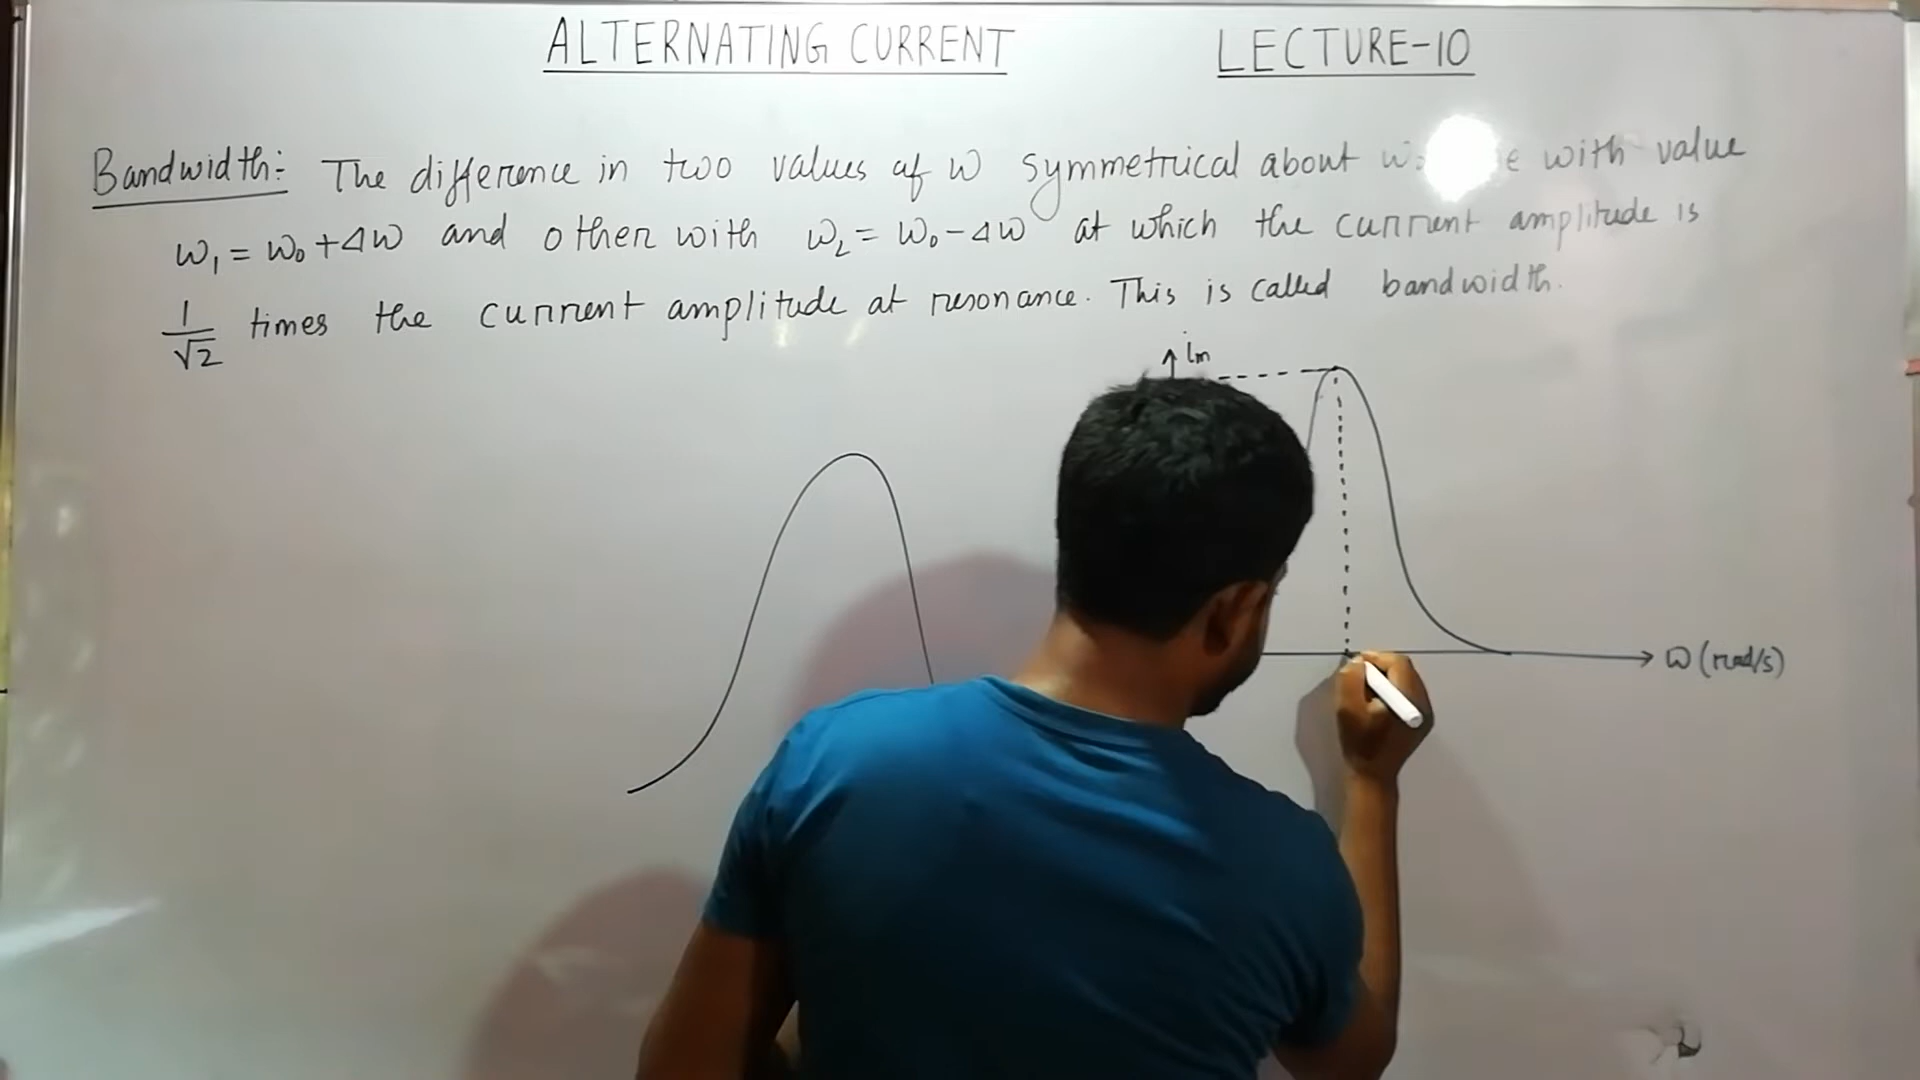 ALTERNATING CURRENT LECTURE-10
Bandwidth:- The difference in two values of ω symmetrical about with value
ω₁ = ω₀ + Δω and other with ω₂ = ω₀ - Δω at which the current amplitude is
1/√2 times the current amplitude at resonance. This is called bandwidth.
im
ω (rad/s)